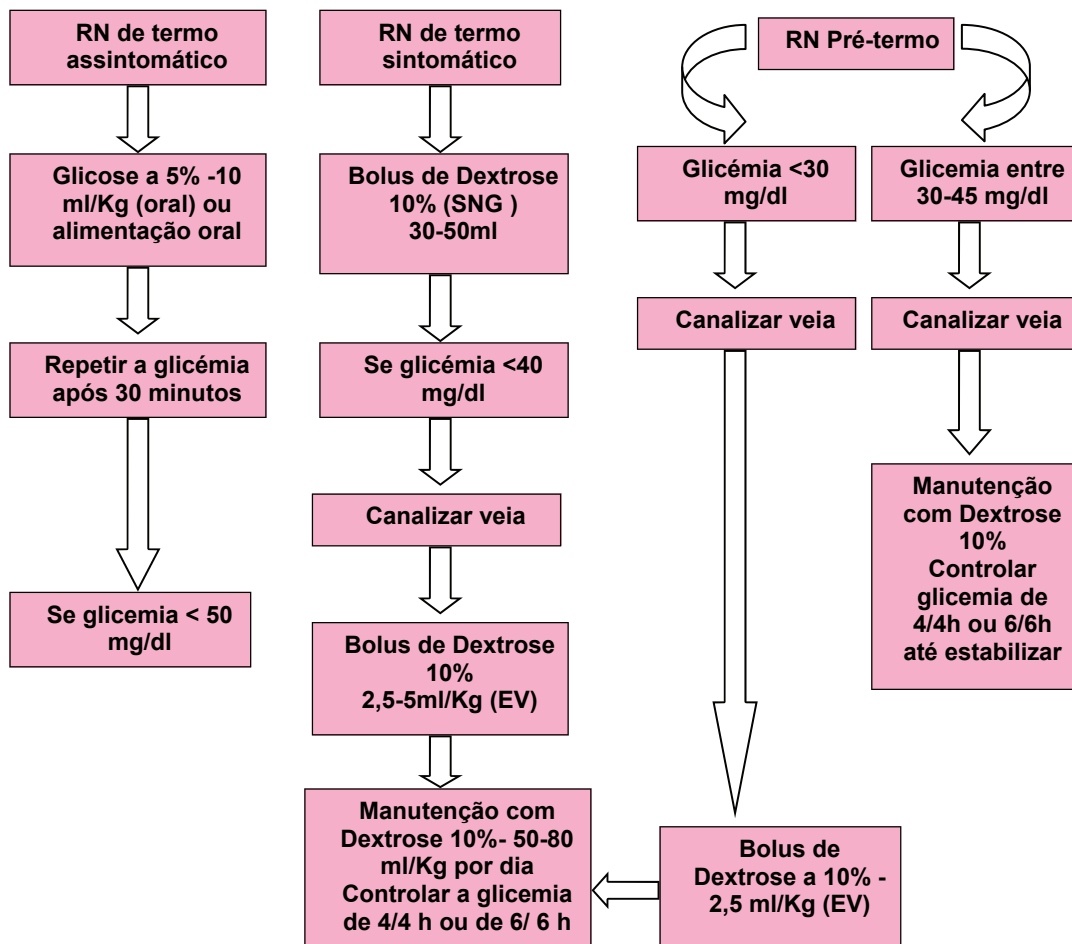 RN de termo
assintomático
Glicose a 5% -10
ml/Kg (oral) ou
alimentação oral
Repetir a glicémia
após 30 minutos
Se glicemia < 50
mg/dl
RN de termo
sintomático
Bolus de Dextrose
10% (SNG )
30-50ml
Se glicémia <40
mg/dl
Canalizar veia
Bolus de Dextrose
10%
2,5-5ml/Kg (EV)
Manutenção com
Dextrose 10%- 50-80
ml/Kg por dia
Controlar a glicemia
de 4/4 h ou de 6/ 6 h
RN Pré-termo
Glicémia <30
mg/dl
Canalizar veia
Bolus de
Dextrose a 10% -
2,5 ml/Kg (EV)
Glicemia entre
30-45 mg/dl
Canalizar veia
Manutenção
com Dextrose
10%
Controlar
glicemia de
4/4h ou 6/6h
até estabilizar